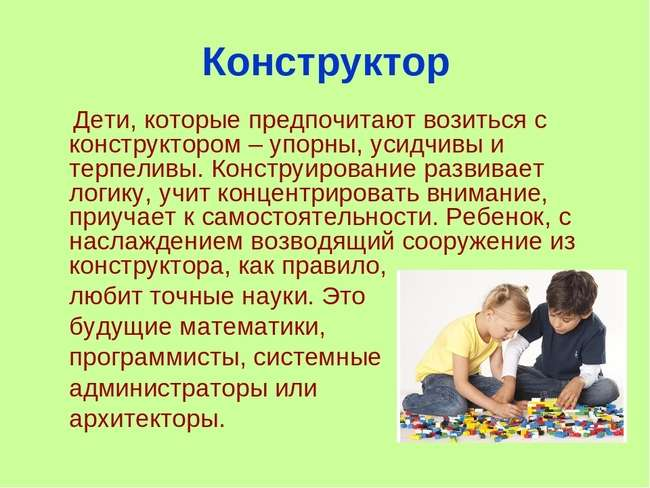 Конструктор
Дети, которые предпочитают возиться с
конструктором – упорны, усидчивы и
терпеливы. Конструирование развивает
логику, учит концентрировать внимание,
приучает к самостоятельности. Ребенок, с
наслаждением возводящий сооружение из
конструктора, как правило,
любит точные науки. Это
будущие математики,
программисты, системные
администраторы или
архитекторы.